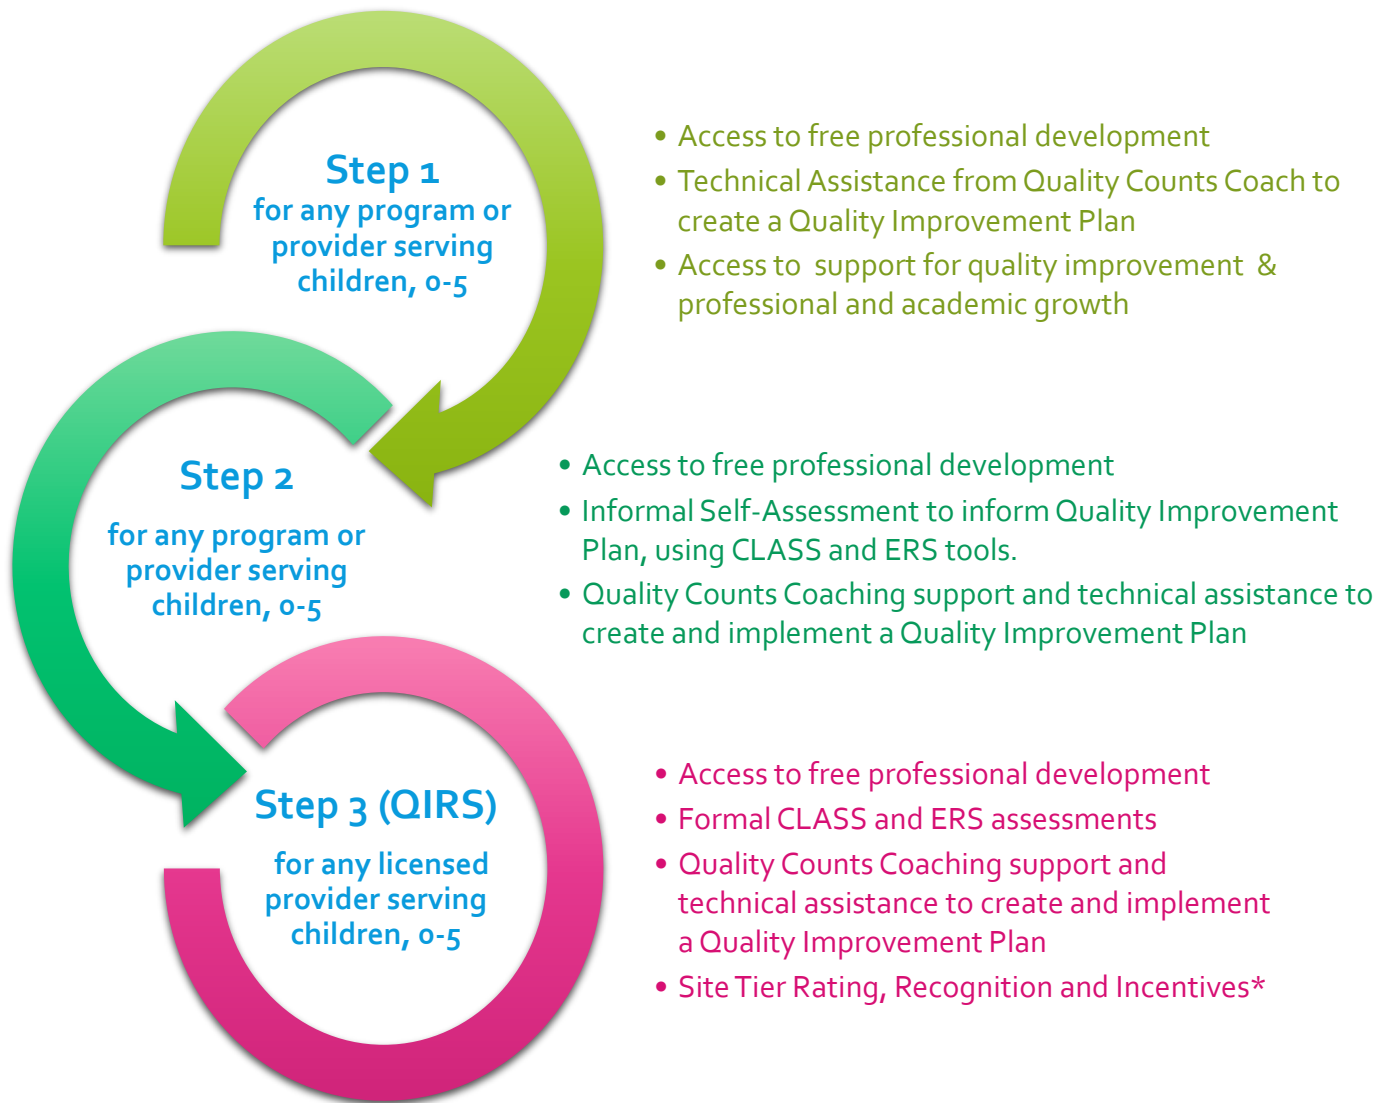 Step 1
for any program or
provider serving
children, 0-5
• Access to free professional development
• Technical Assistance from Quality Counts Coach to
create a Quality Improvement Plan
• Access to support for quality improvement &
professional and academic growth
Step 2
for any program or
provider serving
children, 0-5
• Access to free professional development
• Informal Self-Assessment to inform Quality Improvement
Plan, using CLASS and ERS tools.
• Quality Counts Coaching support and technical assistance to
create and implement a Quality Improvement Plan
Step 3 (QIRS)
for any licensed
provider serving
children, 0-5
• Access to free professional development
• Formal CLASS and ERS assessments
• Quality Counts Coaching support and
technical assistance to create and implement
a Quality Improvement Plan
• Site Tier Rating, Recognition and Incentives*